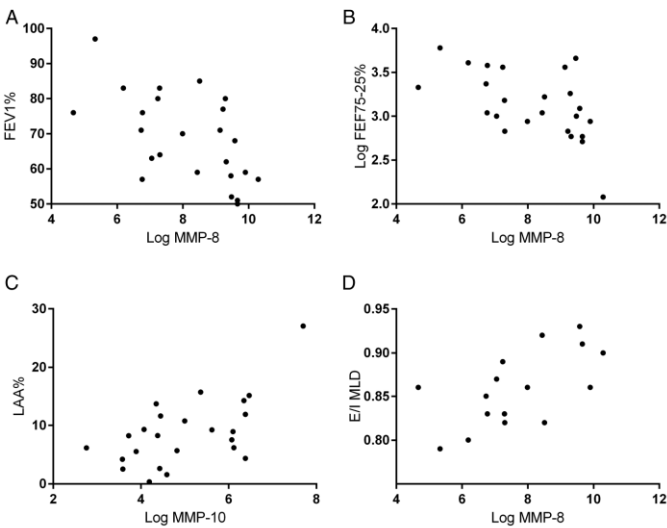 A
FEV1%
100
90
80
70
60
50
4 6 8 10 12
Log MMP-8
B
Log FEF75-25%
4.0
3.5
3.0
2.5
2.0
4 6 8 10 12
Log MMP-8
C
LAA%
30
20
10
0
2 4 6 8
Log MMP-10
D
E/I MLD
0.95
0.90
0.85
0.80
4 6 8 10 12
Log MMP-8